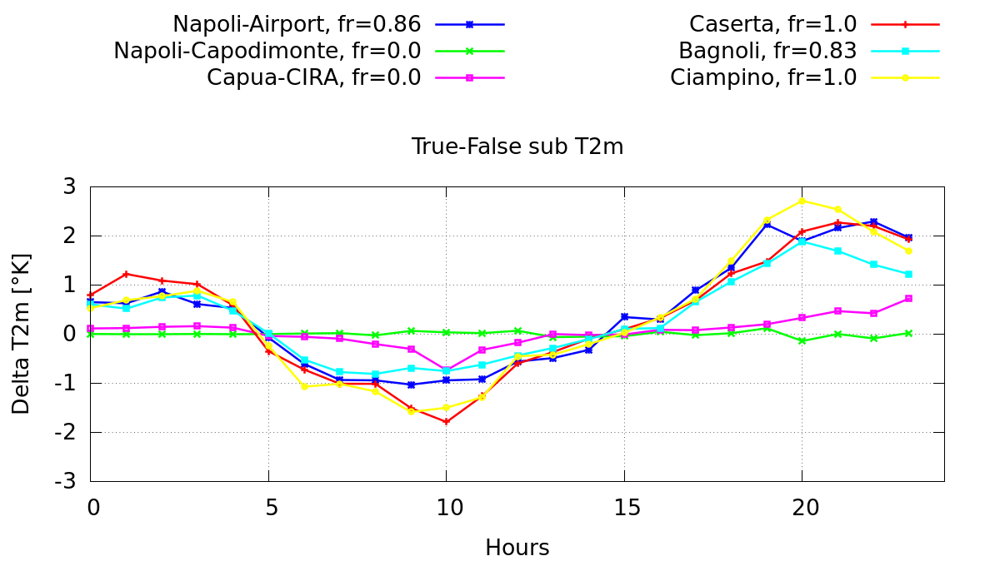 Napoli-Airport, fr=0.86
Napoli-Capodimonte, fr=0.0
Capua-CIRA, fr=0.0
Caserta, fr=1.0
Bagnoli, fr=0.83
Ciampino, fr=1.0
True-False sub T2m
Delta T2m [°K]
3
2
1
0
-1
-2
-3
0 5 10 15 20
Hours